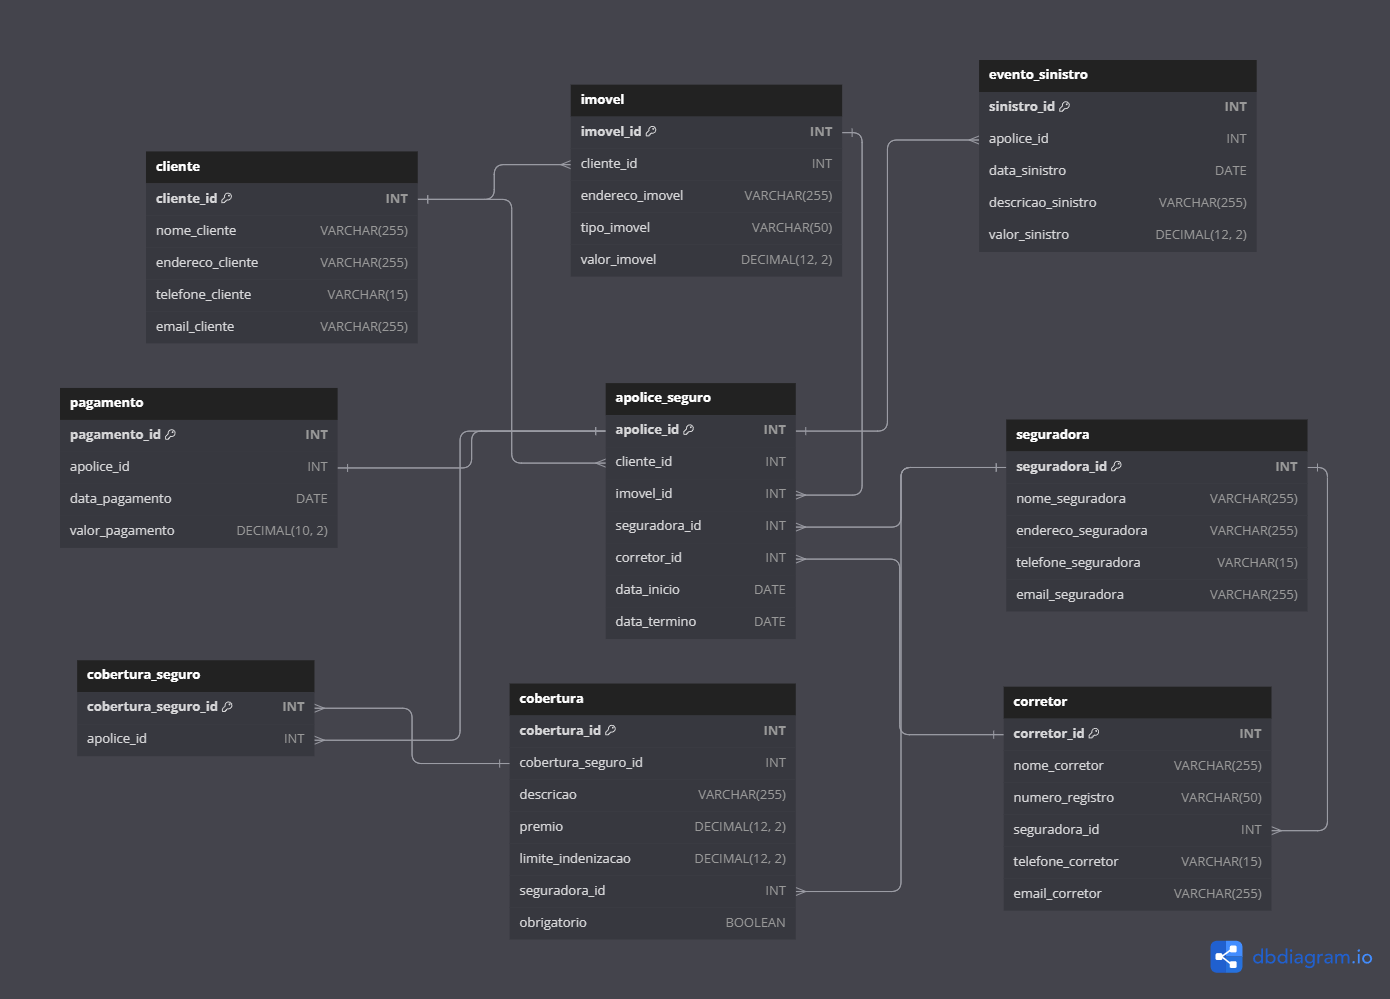 cliente
cliente_id INT
nome_cliente VARCHAR(255)
endereco_cliente VARCHAR(255)
telefone_cliente VARCHAR(15)
email_cliente VARCHAR(255)
imovel
imovel_id INT
cliente_id INT
endereco_imovel VARCHAR(255)
tipo_imovel VARCHAR(50)
valor_imovel DECIMAL(12, 2)
evento_sinistro
sinistro_id INT
apolice_id INT
data_sinistro DATE
descricao_sinistro VARCHAR(255)
valor_sinistro DECIMAL(12, 2)
pagamento
pagamento_id INT
apolice_id INT
data_pagamento DATE
valor_pagamento DECIMAL(10, 2)
apolice_seguro
apolice_id INT
cliente_id INT
imovel_id INT
seguradora_id INT
corretor_id INT
data_inicio DATE
data_termino DATE
seguradora
seguradora_id INT
nome_seguradora VARCHAR(255)
endereco_seguradora VARCHAR(255)
telefone_seguradora VARCHAR(15)
email_seguradora VARCHAR(255)
cobertura_seguro
cobertura_seguro_id INT
apolice_id INT
cobertura
cobertura_id INT
cobertura_seguro_id INT
descricao VARCHAR(255)
premio DECIMAL(12, 2)
limite_indenizacao DECIMAL(12, 2)
seguradora_id INT
obrigatorio BOOLEAN
corretor
corretor_id INT
nome_corretor VARCHAR(255)
numero_registro VARCHAR(50)
seguradora_id INT
telefone_corretor VARCHAR(15)
email_corretor VARCHAR(255)
dbdiagram.io